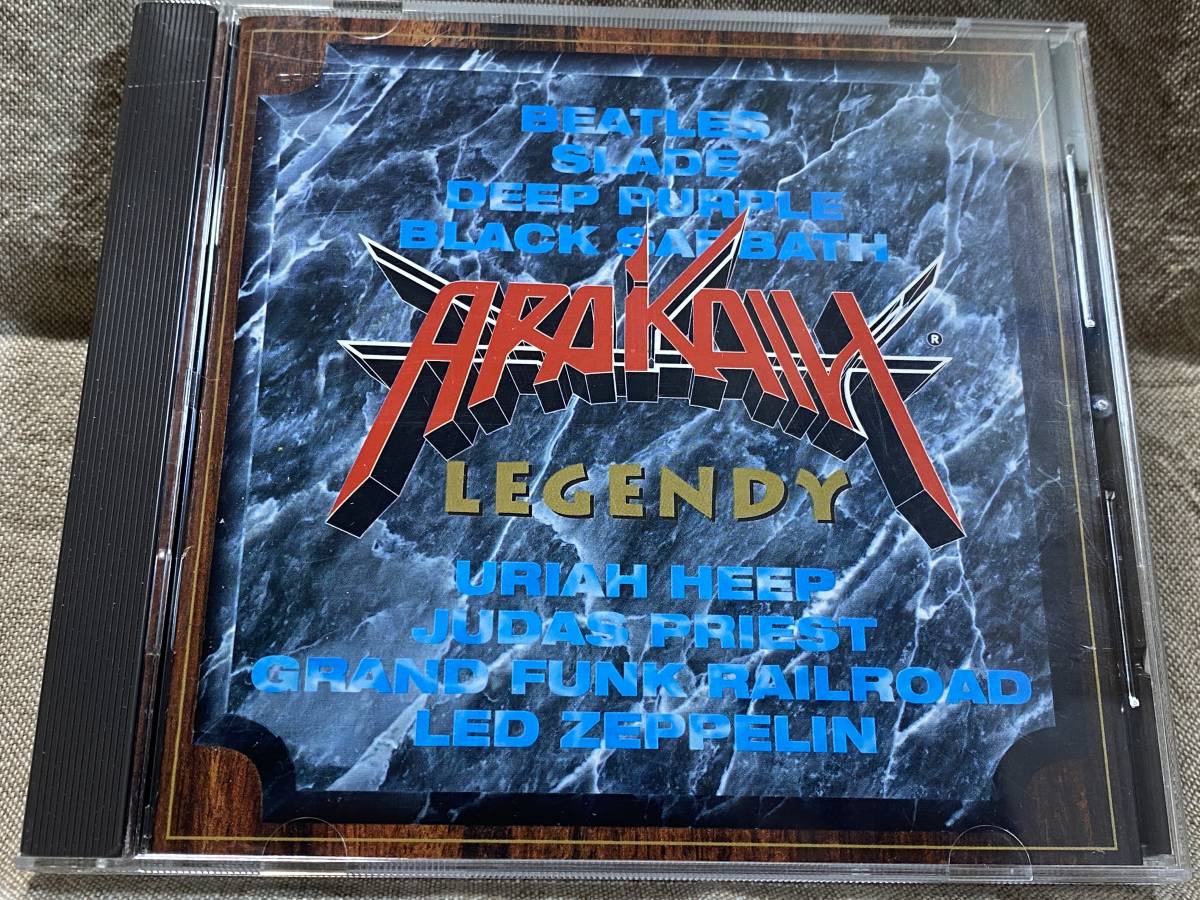 BEATLES
SLADE
DEEP PURPLE
BLACK SABBATH
ARAKAIN
®
LEGENDY
URIAH HEEP
JUDAS PRIEST
GRAND FUNK RAILROAD
LED ZEPPELIN